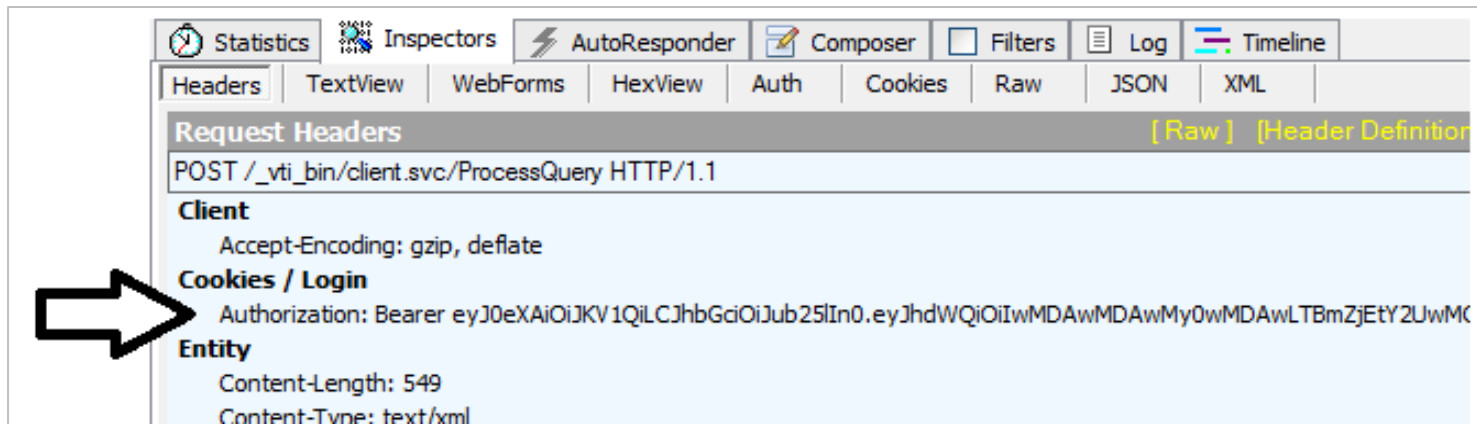 Statistics Inspectors AutoResponder Composer Filters Log Timeline
Headers TextView WebForms HexView Auth Cookies Raw JSON XML
Request Headers [ Raw ] [Header Definition
POST /_vti_bin/client.svc/ProcessQuery HTTP/1.1
Client
Accept-Encoding: gzip, deflate
Cookies / Login
Authorization: Bearer eyJ0eXAiOiJKV1QiLCJhbGciOiJub25lIn0.eyJhdWQiOiIwMDAwMDAwMy0wMDAwLTBmZjEtY2UwMC
Entity
Content-Length: 549
Content-Type: text/xml